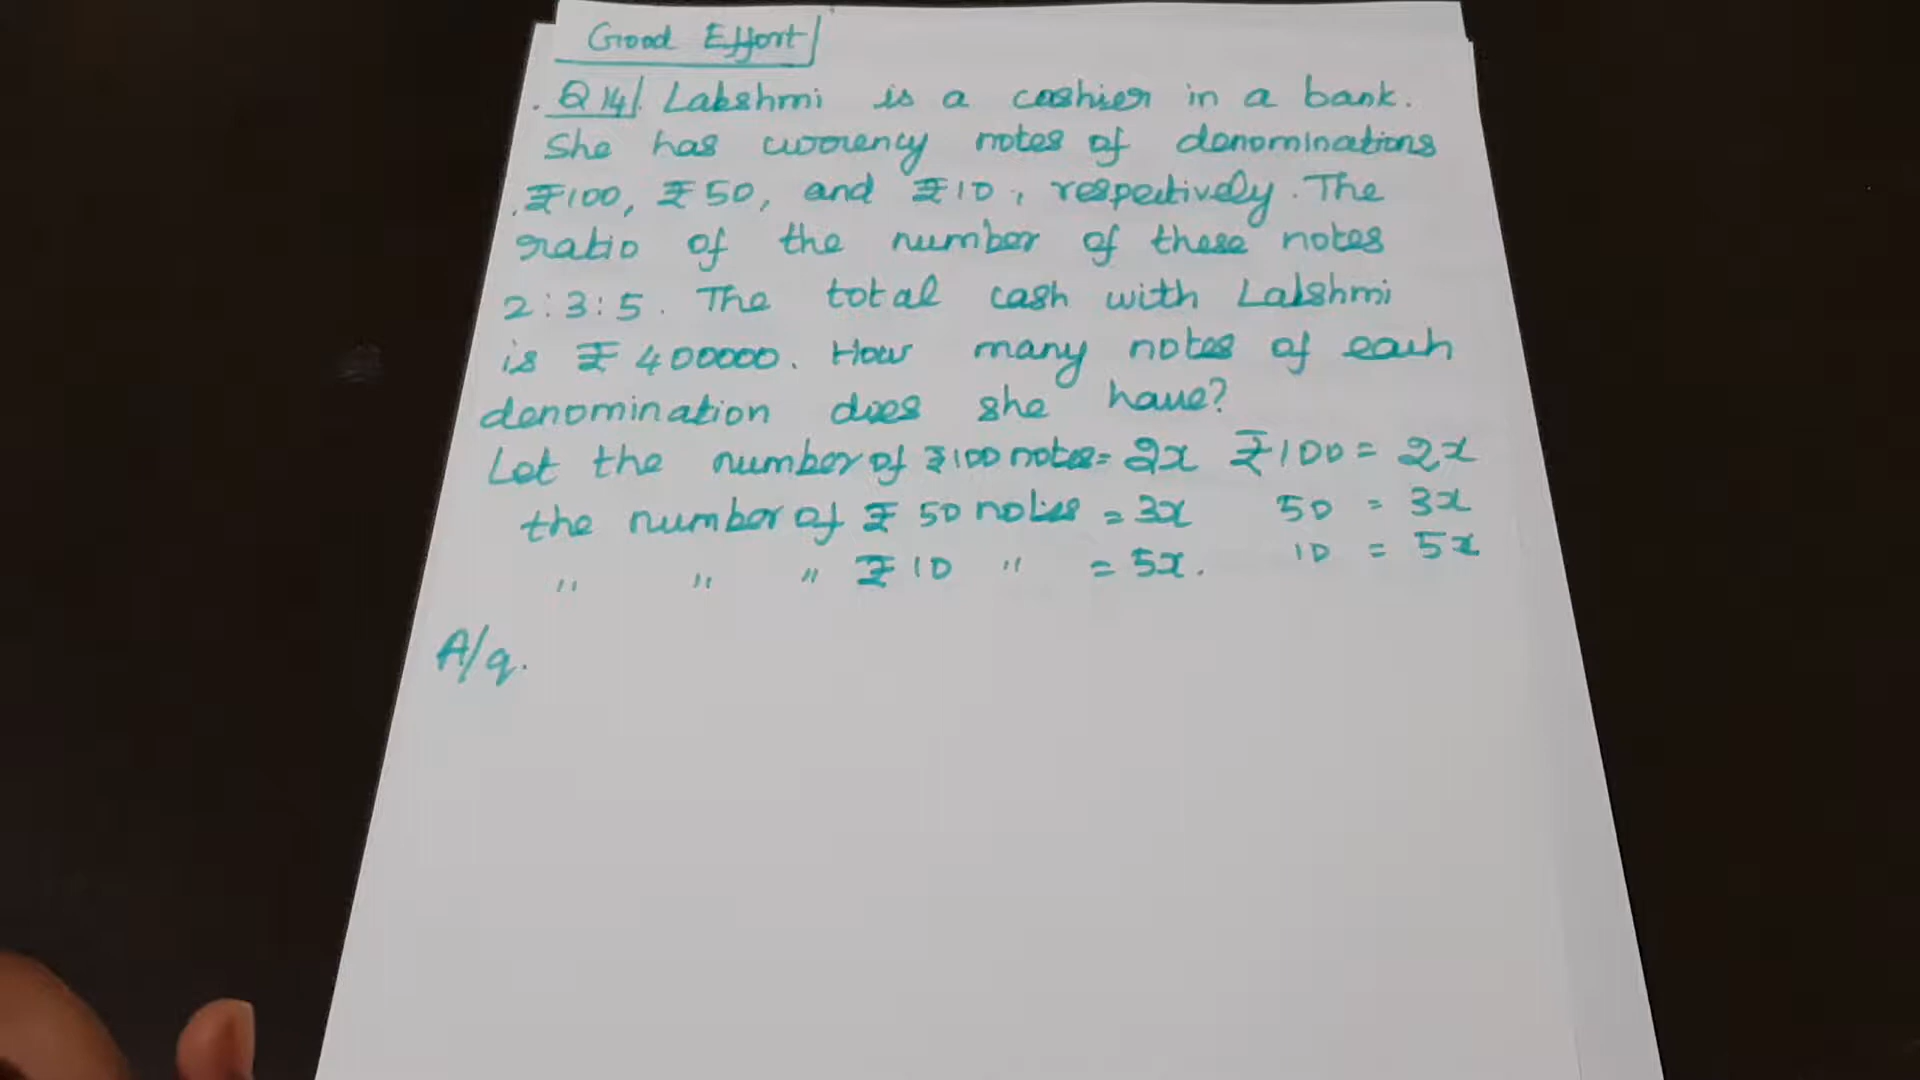 Good Effort
Q14. Lakshmi is a cashier in a bank.
She has currency notes of denominations
₹100, ₹50, and ₹10, respectively. The
ratio of the number of these notes
2:3:5. The total cash with Lakshmi
is ₹400000. How many notes of each
denomination does she have?
Let the number of ₹100 notes = 2x ₹100 = 2x
the number of ₹ 50 notes = 3x 50 = 3x
" " " ₹10 " = 5x. 10 = 5x
A/q.